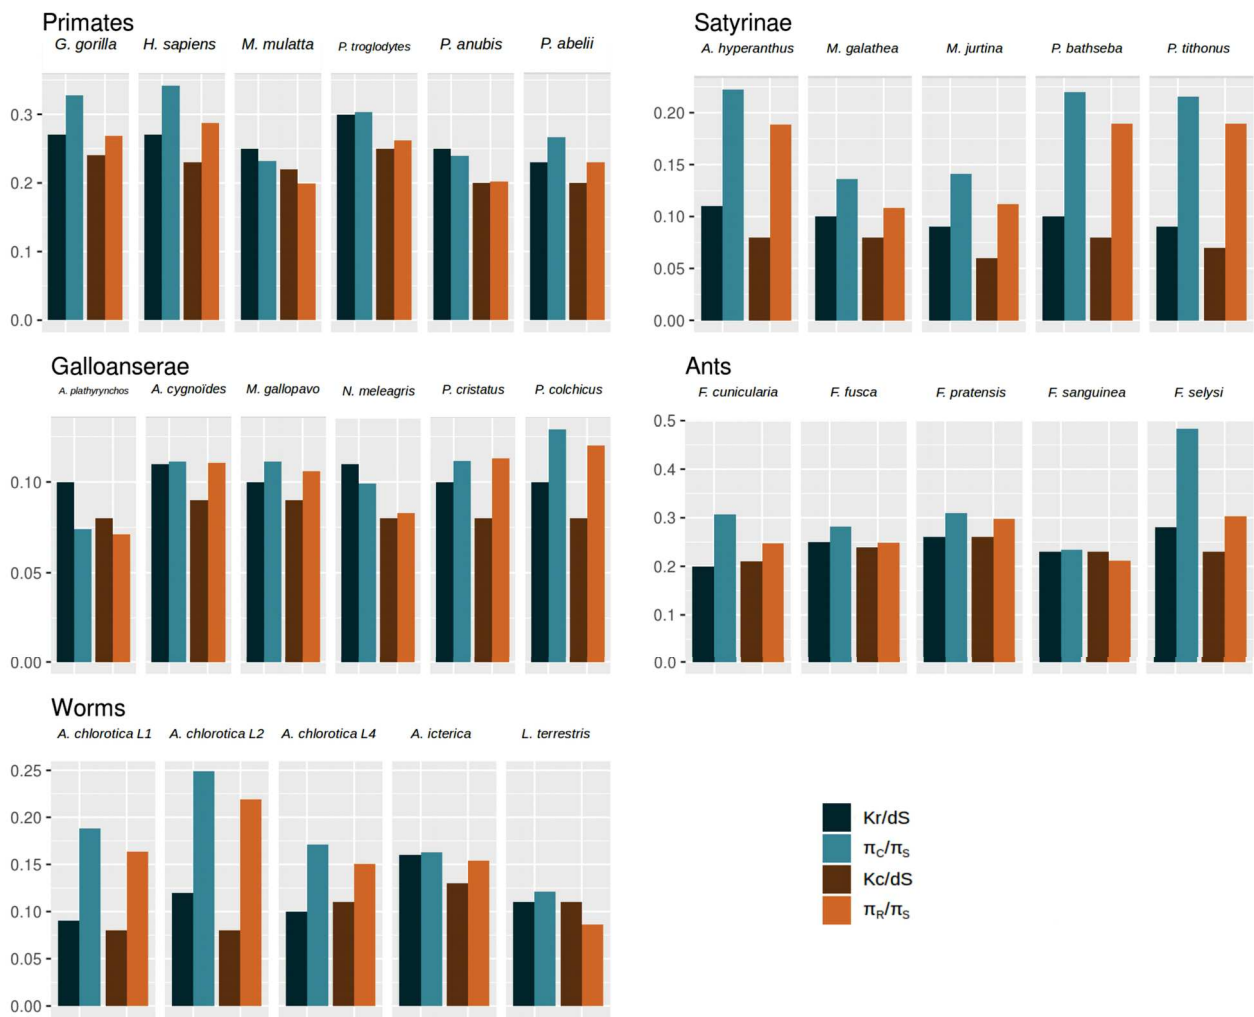 Primates
G. gorilla H. sapiens M. mulatta P. troglodytes P. anubis P. abelii
0.3
0.2
0.1
0.0
Satyrinae
A. hyperanthus M. galathea M. jurtina P. bathseba P. tithonus
0.20
0.15
0.10
0.05
0.00
Galloanserae
A. plathyrynchos A. cygnoïdes M. gallopavo N. meleagris P. cristatus P. colchicus
0.10
0.05
0.00
Ants
F. cunicularia F. fusca F. pratensis F. sanguinea F. selysi
0.5
0.4
0.3
0.2
0.1
0.0
Worms
A. chlorotica L1 A. chlorotica L2 A. chlorotica L4 A. icterica L. terrestris
0.25
0.20
0.15
0.10
0.05
0.00
Kr/dS
πC/πS
Kc/dS
πR/πS